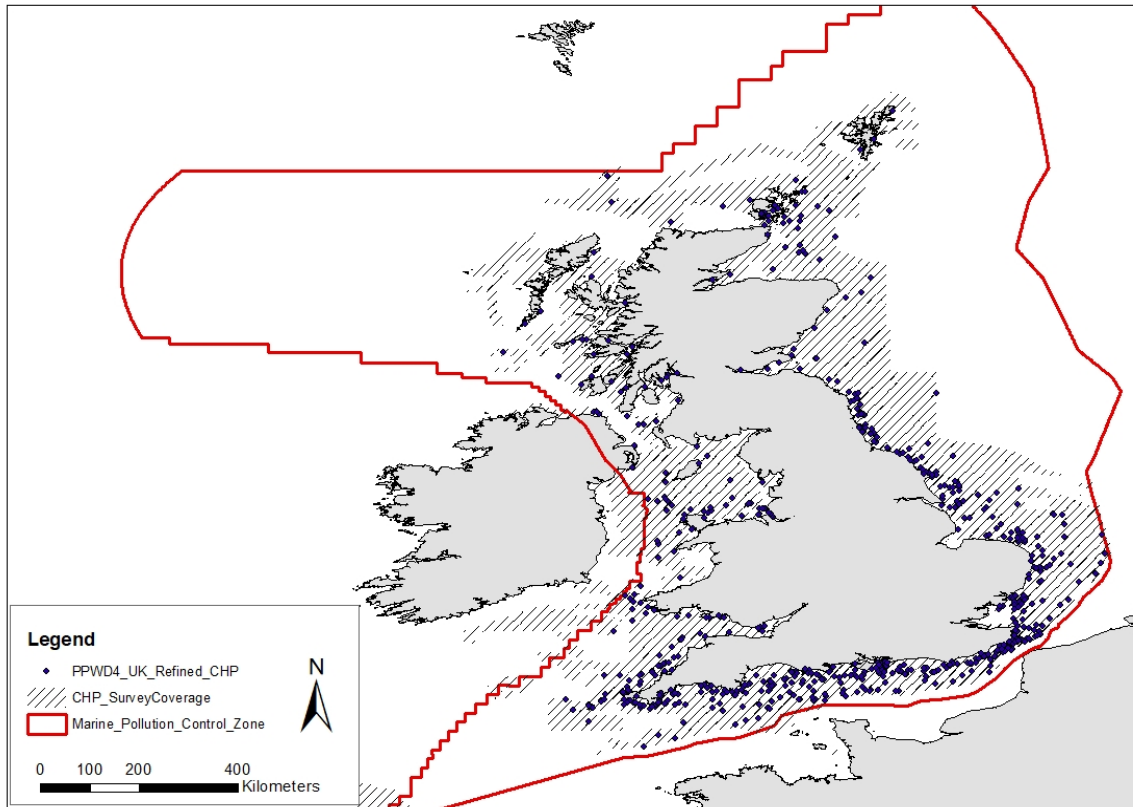 N
Legend
PPWD4_UK_Refined_CHP
CHP_SurveyCoverage
Marine_Pollution_Control_Zone
0 100 200 400
Kilometers